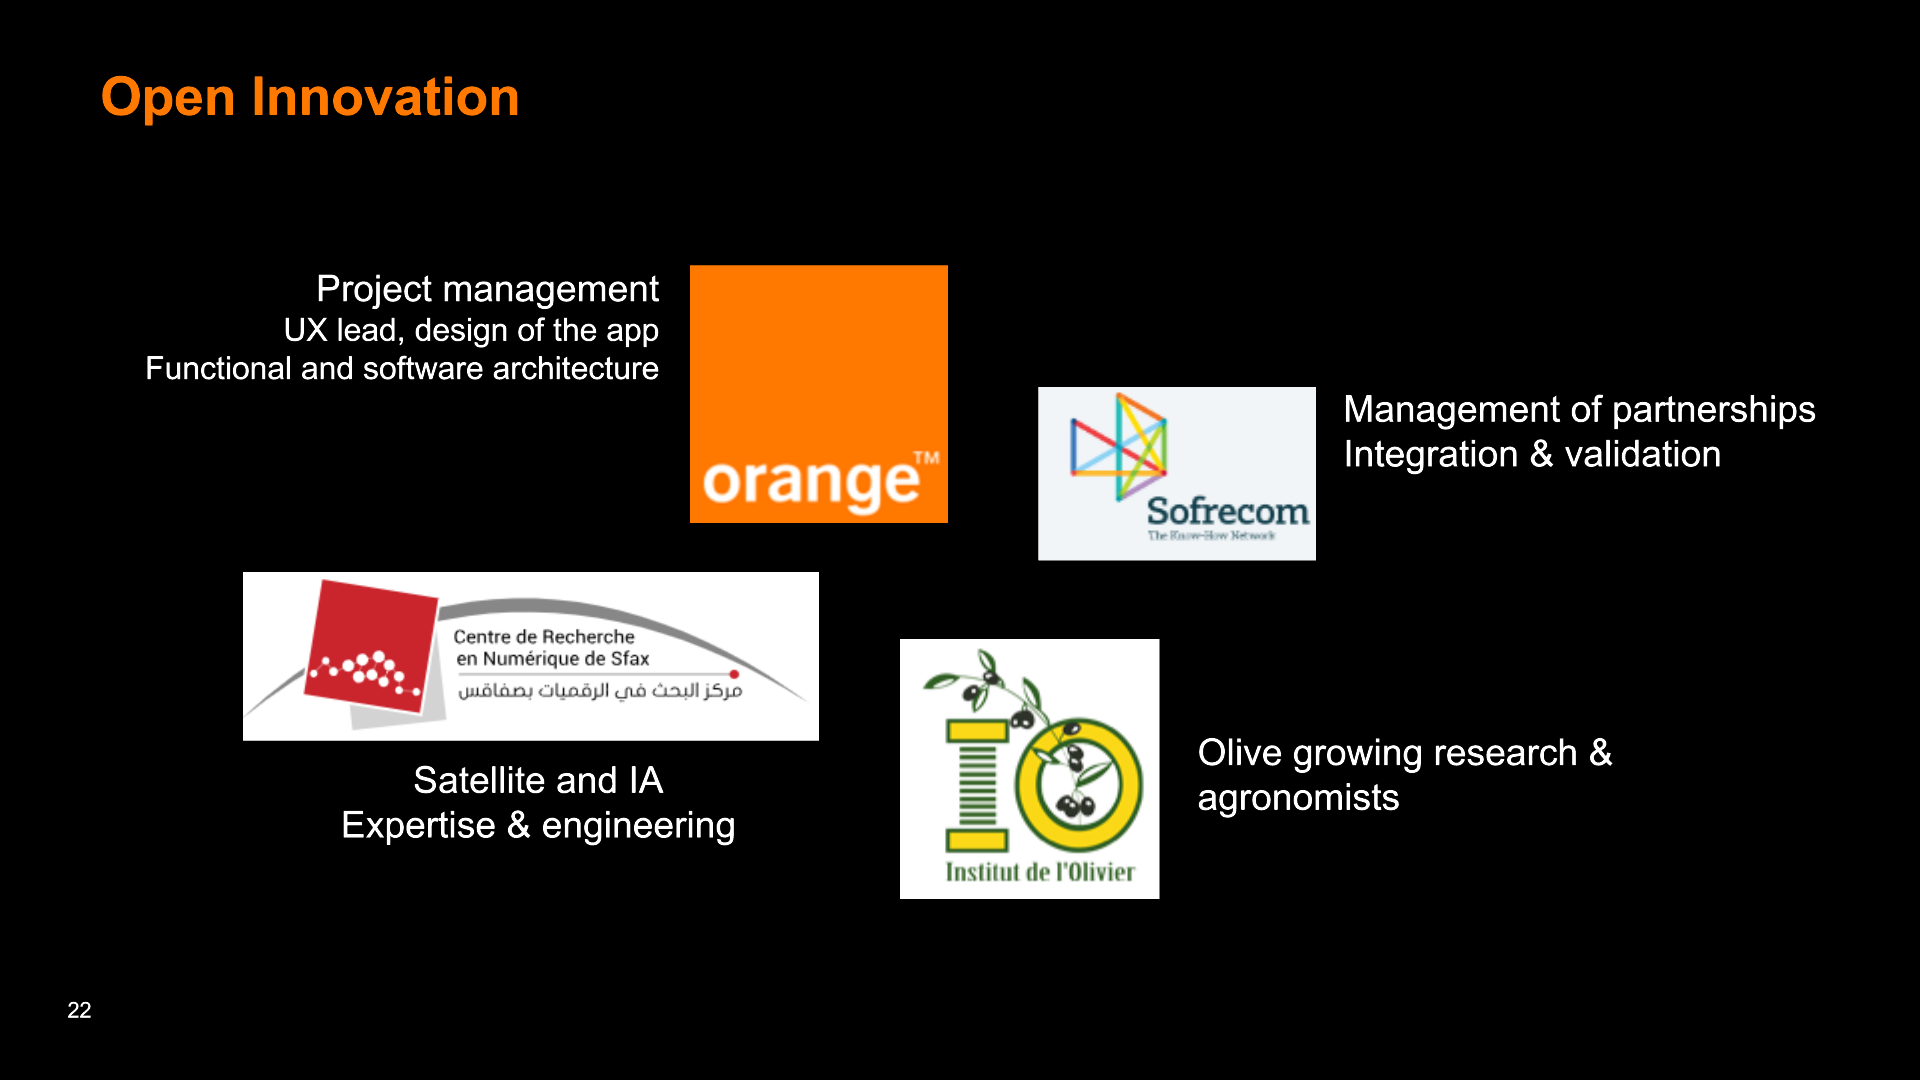 Open Innovation
Project management
UX lead, design of the app
Functional and software architecture
orange™
Management of partnerships
Integration & validation
Sofrecom
The Know-How Network
Centre de Recherche
en Numérique de Sfax
مركز البحث في الرقميات بصفاقس
Satellite and IA
Expertise & engineering
IO
Institut de l'Olivier
Olive growing research &
agronomists
22